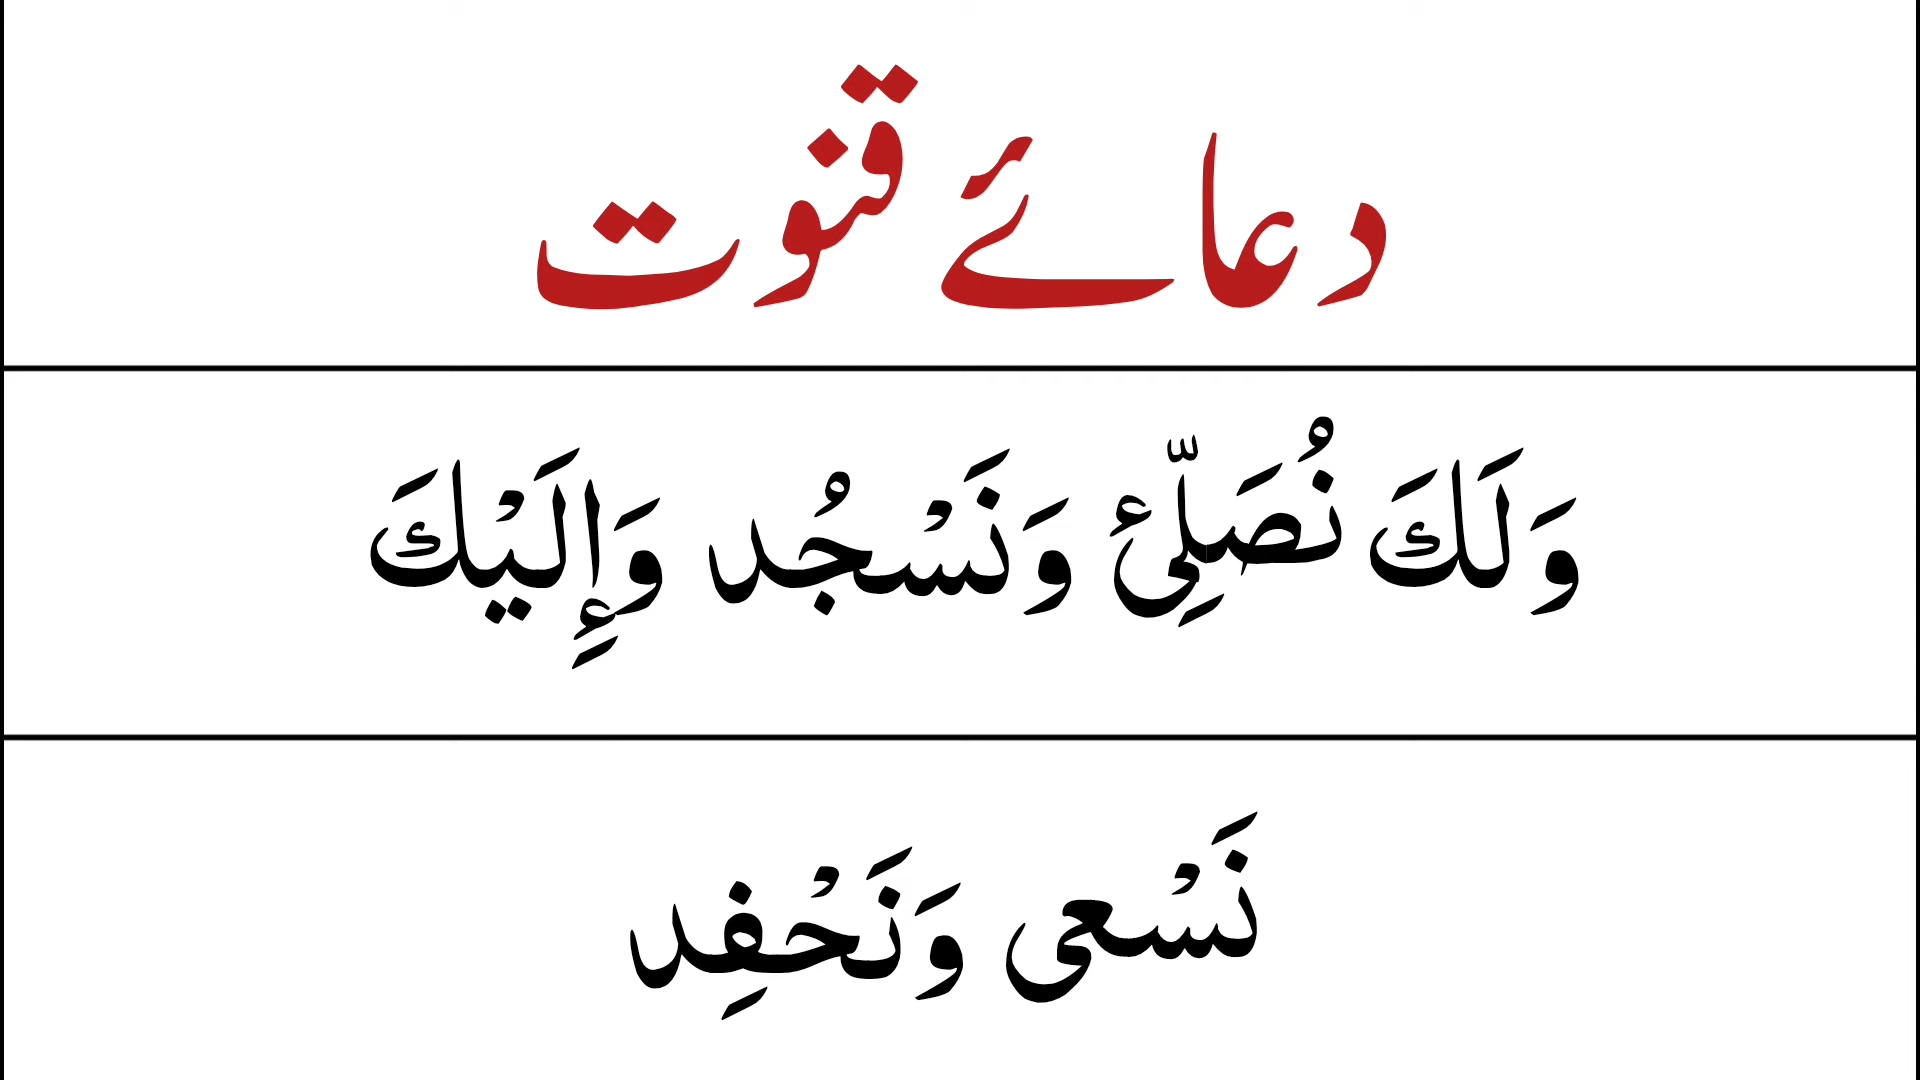 دعائے قنوت
وَلَكَ نُصَلِّئِ وَنَسْجُد وَإِلَيْكَ
نَسْعی وَنَحْفِد